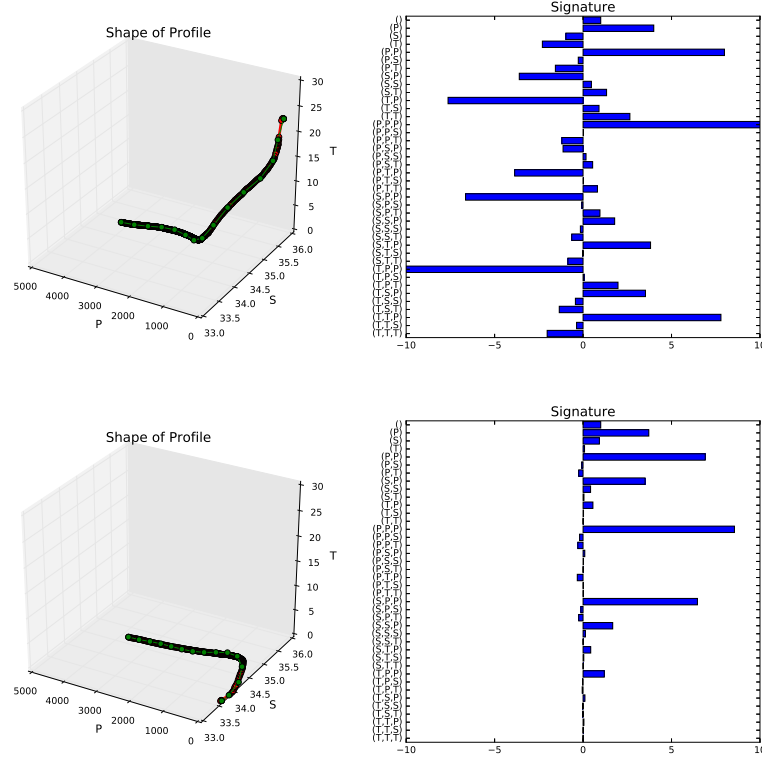 Shape of Profile
30
25
20
15
10
5
0
T
36.0
35.5
35.0
34.5
34.0
33.5
33.0
S
5000
4000
3000
2000
1000
0
P
Signature
()
(P)
(S)
(T)
(P,P)
(P,S)
(P,T)
(S,P)
(S,S)
(S,T)
(T,P)
(T,S)
(T,T)
(P,P,P)
(P,P,S)
(P,P,T)
(P,S,P)
(P,S,S)
(P,S,T)
(P,T,P)
(P,T,S)
(P,T,T)
(S,P,P)
(S,P,S)
(S,P,T)
(S,S,P)
(S,S,S)
(S,S,T)
(S,T,P)
(S,T,S)
(S,T,T)
(T,P,P)
(T,P,S)
(T,P,T)
(T,S,P)
(T,S,S)
(T,S,T)
(T,T,P)
(T,T,S)
(T,T,T)
−10 −5 0 5 10
Shape of Profile
30
25
20
15
10
5
0
T
36.0
35.5
35.0
34.5
34.0
33.5
33.0
S
5000
4000
3000
2000
1000
0
P
Signature
()
(P)
(S)
(T)
(P,P)
(P,S)
(P,T)
(S,P)
(S,S)
(S,T)
(T,P)
(T,S)
(T,T)
(P,P,P)
(P,P,S)
(P,P,T)
(P,S,P)
(P,S,S)
(P,S,T)
(P,T,P)
(P,T,S)
(P,T,T)
(S,P,P)
(S,P,S)
(S,P,T)
(S,S,P)
(S,S,S)
(S,S,T)
(S,T,P)
(S,T,S)
(S,T,T)
(T,P,P)
(T,P,S)
(T,P,T)
(T,S,P)
(T,S,S)
(T,S,T)
(T,T,P)
(T,T,S)
(T,T,T)
−10 −5 0 5 10